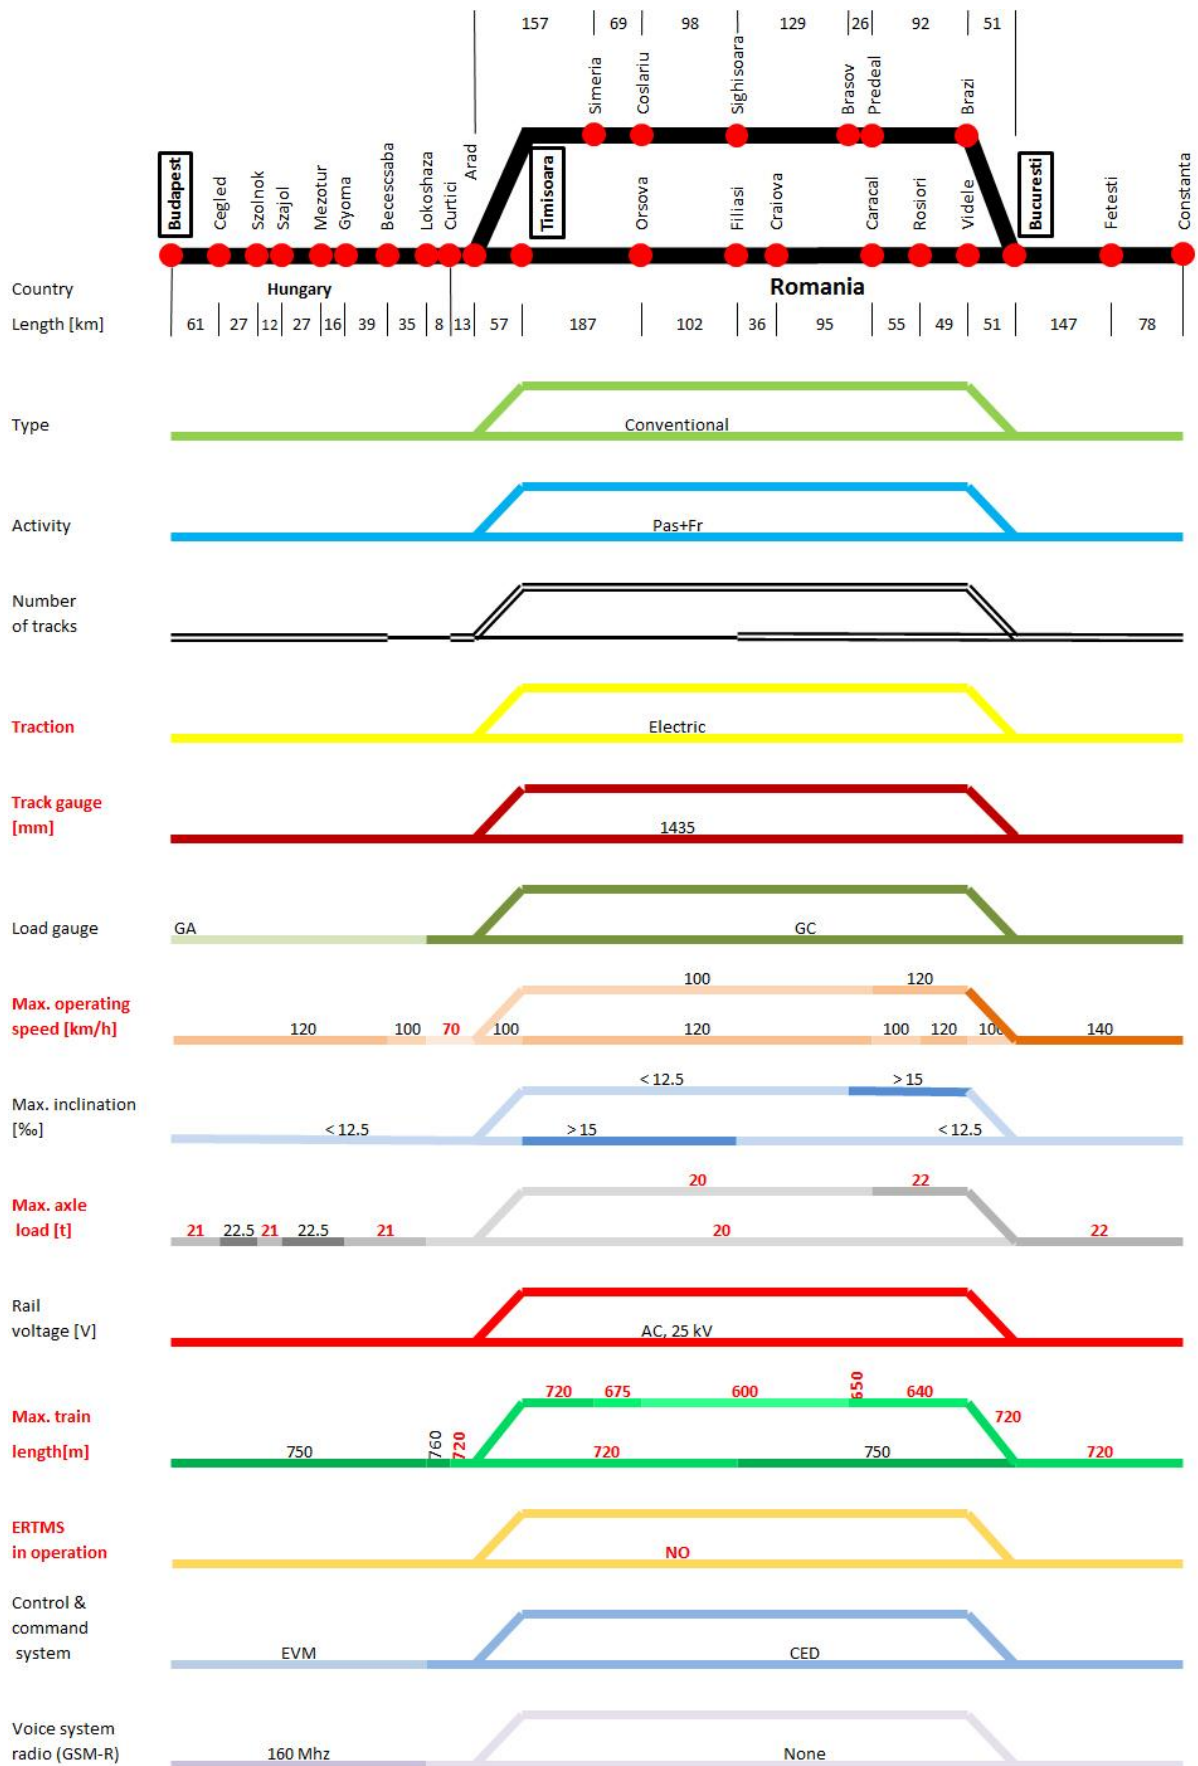 157 69 98 129 26 92 51
Simeria Coslariu Sighisoara Brasov Predeal Brazi
Budapest Cegled Szolnok Szajol Mezotur Gyoma Becescsaba Lokoshaza Curtici Arad Timisoara Orsova Filiasi Craiova Caracal Rosiori Videle Bucuresti Fetesti Constanta
Country Hungary Romania
Length [km] 61 27 12 27 16 39 35 8 13 57 187 102 36 95 55 49 51 147 78
Type Conventional
Activity Pas+Fr
Number
of tracks
Traction Electric
Track gauge
[mm] 1435
Load gauge GA GC
100 120
Max. operating
speed [km/h] 120 100 70 100 120 100 120 100 140
< 12.5 > 15
Max. inclination
[‰] < 12.5 > 15 < 12.5
20 22
Max. axle
load [t] 21 22.5 21 22.5 21 20 22
Rail
voltage [V] AC, 25 kV
720 675 600 650 640
Max. train 720
length[m] 750 760 720 720 750 720
ERTMS
in operation NO
Control &
command
system EVM CED
Voice system
radio (GSM-R) 160 Mhz None